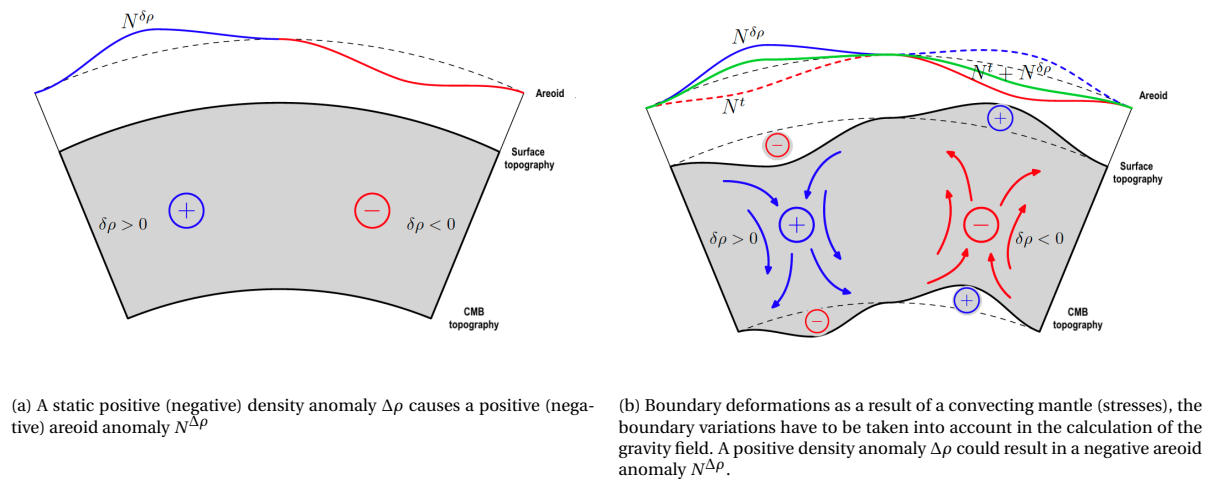 N^{δρ}
Areoid
Surface
topography
δρ > 0
+
−
δρ < 0
CMB
topography
(a) A static positive (negative) density anomaly Δρ causes a positive (nega-
tive) areoid anomaly N^{Δρ}
N^{δρ}
N^t + N^{δρ}
N^t
Areoid
+
−
Surface
topography
δρ > 0
+
−
δρ < 0
+
−
CMB
topography
(b) Boundary deformations as a result of a convecting mantle (stresses), the
boundary variations have to be taken into account in the calculation of the
gravity field. A positive density anomaly Δρ could result in a negative areoid
anomaly N^{Δρ}.